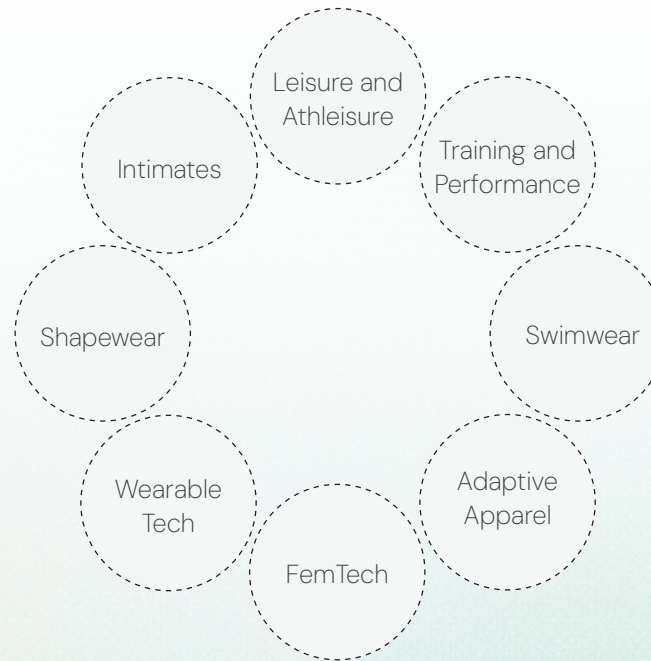 Leisure and
Athleisure
Training and
Performance
Intimates
Shapewear
Swimwear
Wearable
Tech
Adaptive
Apparel
FemTech